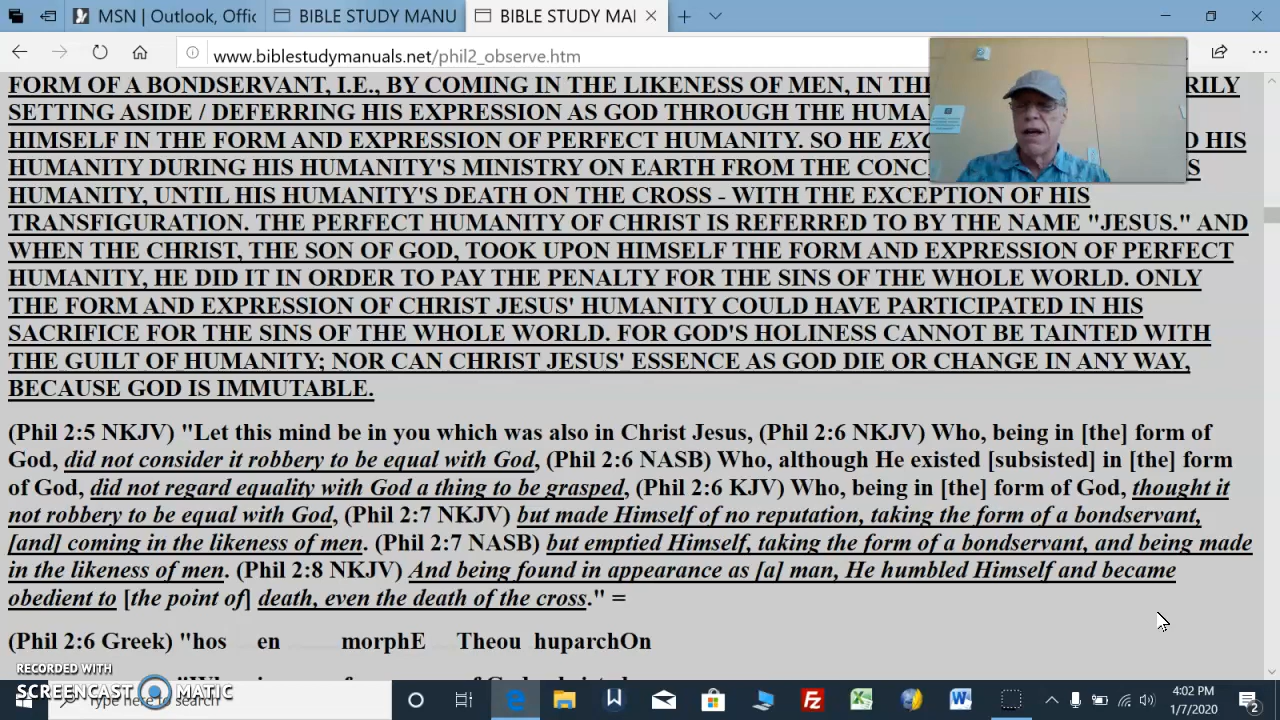 MSN | Outlook, Offic
BIBLE STUDY MANU
BIBLE STUDY MAI
www.biblestudymanuals.net/phil2_observe.htm
FORM OF A BONDSERVANT, I.E., BY COMING IN THE LIKENESS OF MEN, IN THE RILY
SETTING ASIDE / DEFERRING HIS EXPRESSION AS GOD THROUGH THE HUMA
HIMSELF IN THE FORM AND EXPRESSION OF PERFECT HUMANITY. SO HE EXC D HIS
HUMANITY DURING HIS HUMANITY'S MINISTRY ON EARTH FROM THE CONC S
HUMANITY, UNTIL HIS HUMANITY'S DEATH ON THE CROSS - WITH THE EXCEPTION OF HIS
TRANSFIGURATION. THE PERFECT HUMANITY OF CHRIST IS REFERRED TO BY THE NAME "JESUS." AND
WHEN THE CHRIST, THE SON OF GOD, TOOK UPON HIMSELF THE FORM AND EXPRESSION OF PERFECT
HUMANITY, HE DID IT IN ORDER TO PAY THE PENALTY FOR THE SINS OF THE WHOLE WORLD. ONLY
THE FORM AND EXPRESSION OF CHRIST JESUS' HUMANITY COULD HAVE PARTICIPATED IN HIS
SACRIFICE FOR THE SINS OF THE WHOLE WORLD. FOR GOD'S HOLINESS CANNOT BE TAINTED WITH
THE GUILT OF HUMANITY; NOR CAN CHRIST JESUS' ESSENCE AS GOD DIE OR CHANGE IN ANY WAY,
BECAUSE GOD IS IMMUTABLE.
(Phil 2:5 NKJV) "Let this mind be in you which was also in Christ Jesus, (Phil 2:6 NKJV) Who, being in [the] form of
God, did not consider it robbery to be equal with God, (Phil 2:6 NASB) Who, although He existed [subsisted] in [the] form
of God, did not regard equality with God a thing to be grasped, (Phil 2:6 KJV) Who, being in [the] form of God, thought it
not robbery to be equal with God, (Phil 2:7 NKJV) but made Himself of no reputation, taking the form of a bondservant,
[and] coming in the likeness of men. (Phil 2:7 NASB) but emptied Himself, taking the form of a bondservant, and being made
in the likeness of men. (Phil 2:8 NKJV) And being found in appearance as [a] man, He humbled Himself and became
obedient to [the point of] death, even the death of the cross." =
(Phil 2:6 Greek) "hos en morphE Theou huparchOn
RECORDED WITH
SCREENCAST MATIC
Type here to search
4:02 PM
1/7/2020
2